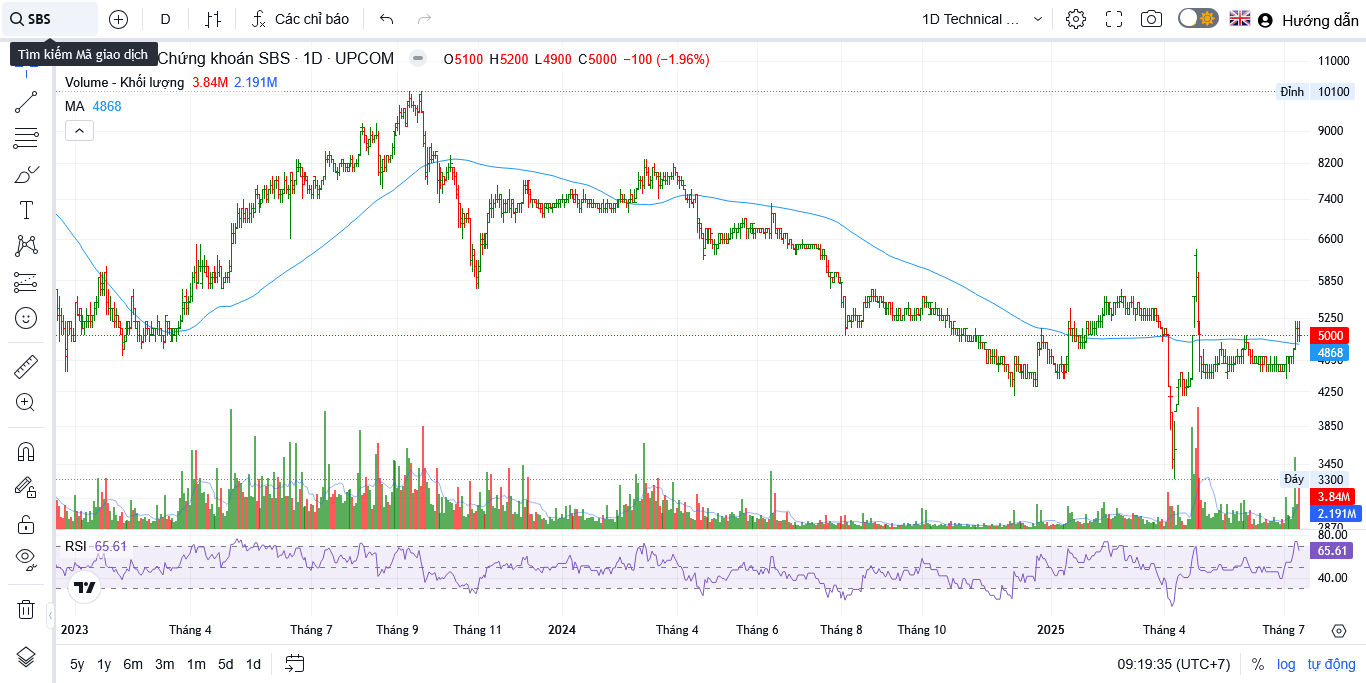 SBS
D
Các chỉ báo
1D Technical ...
Hướng dẫn
Tìm kiếm Mã giao dịch
Chứng khoán SBS · 1D · UPCOM
O5100 H5200 L4900 C5000 −100 (−1.96%)
Volume - Khối lượng 3.84M 2.191M
MA 4868
11000
Đỉnh 10100
9000
8200
7400
6600
5850
5250
5000
4868
4250
3850
3450
Đáy 3300
3.84M
2.191M
2870
80.00
RSI 65.61
65.61
40.00
2023 Tháng 4 Tháng 7 Tháng 9 Tháng 11 2024 Tháng 4 Tháng 6 Tháng 8 Tháng 10 2025 Tháng 4 Tháng 7
5y 1y 6m 3m 1m 5d 1d
09:19:35 (UTC+7) % log tự động